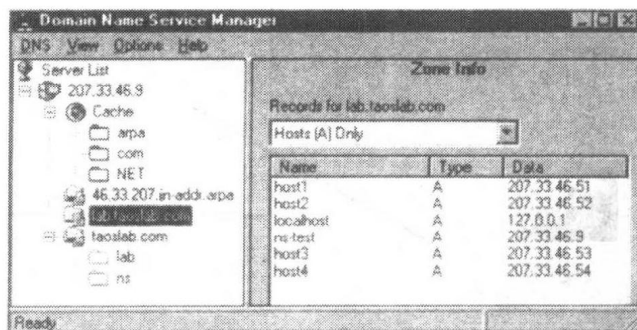 Domain Name Service Manager
DNS View Options Help
Server List
207.33.46.9
Cache
arpa
com
NET
46.33.207.in-addr.arpa
lab.taoslab.com
taoslab.com
lab
ns
Zone Info
Records for lab.taoslab.com
Hosts (A) Only
Name Type Data
host1 A 207.33.46.51
host2 A 207.33.46.52
localhost A 127.0.0.1
ns-test A 207.33.46.9
host3 A 207.33.46.53
host4 A 207.33.46.54
Ready